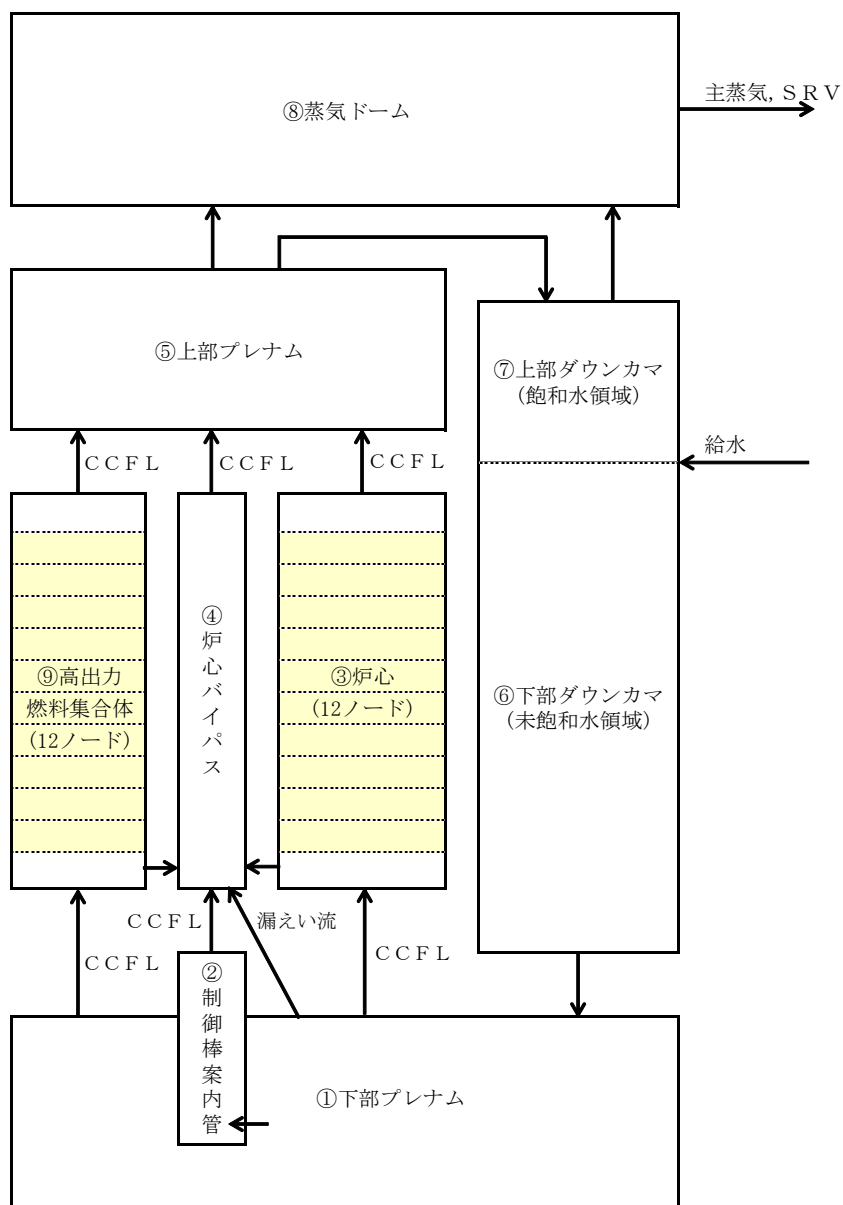 ⑧蒸気ドーム
主蒸気，ＳＲＶ
⑤上部プレナム
⑦上部ダウンカマ
（飽和水領域）
給水
ＣＣＦＬ
ＣＣＦＬ
ＣＣＦＬ
⑨高出力
燃料集合体
(12ノード)
④炉心バイパス
③炉心
(12ノード)
⑥下部ダウンカマ
（未飽和水領域）
ＣＣＦＬ
漏えい流
ＣＣＦＬ
ＣＣＦＬ
②制御棒案内管
①下部プレナム